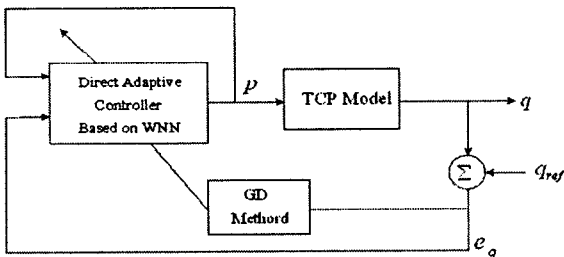 Direct Adaptive
Controller
Based on WNN
p
TCP Model
q
Σ
q_ref
GD
Methord
e_q